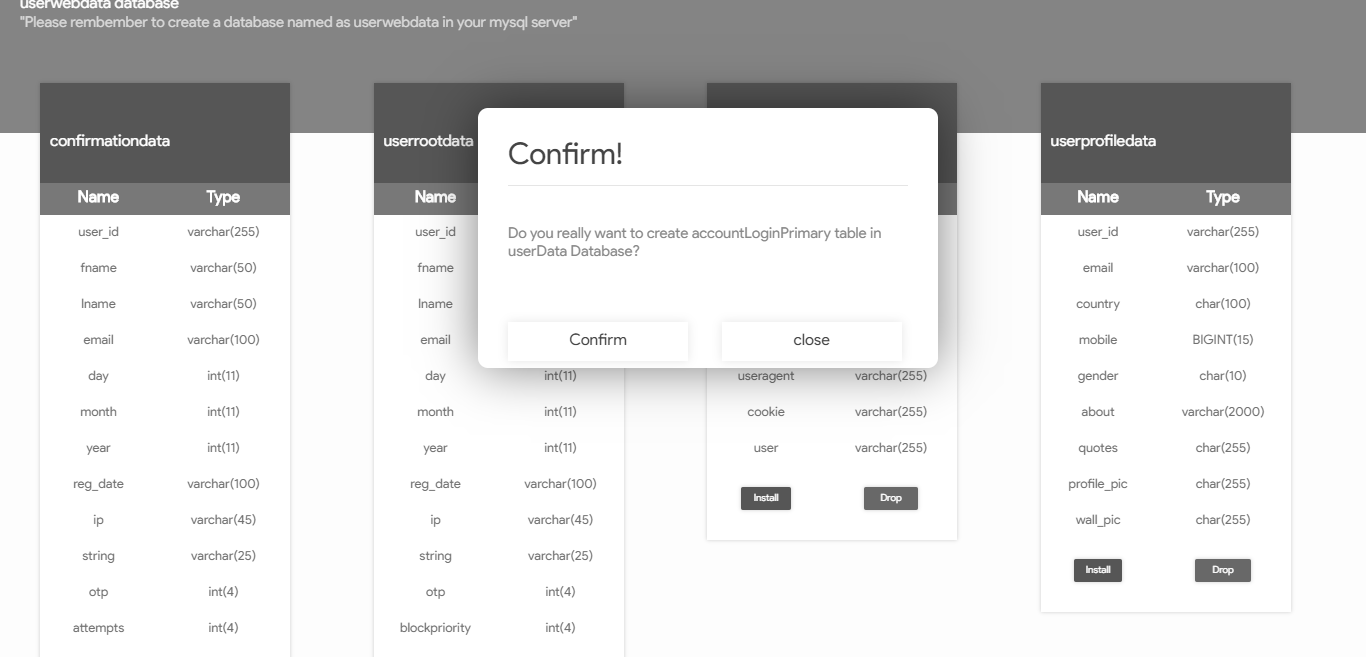 userwebdata database
"Please rembember to create a database named as userwebdata in your mysql server"
confirmationdata
Name Type
user_id varchar(255)
fname varchar(50)
lname varchar(50)
email varchar(100)
day int(11)
month int(11)
year int(11)
reg_date varchar(100)
ip varchar(45)
string varchar(25)
otp int(4)
attempts int(4)
userrootdata
Name
user_id
fname
lname
email
day int(11)
month int(11)
year int(11)
reg_date varchar(100)
ip varchar(45)
string varchar(25)
otp int(4)
blockpriority int(4)
Confirm!
Do you really want to create accountLoginPrimary table in
userData Database?
Confirm close
useragent varchar(255)
cookie varchar(255)
user varchar(255)
Install Drop
userprofiledata
Name Type
user_id varchar(255)
email varchar(100)
country char(100)
mobile BIGINT(15)
gender char(10)
about varchar(2000)
quotes char(255)
profile_pic char(255)
wall_pic char(255)
Install Drop